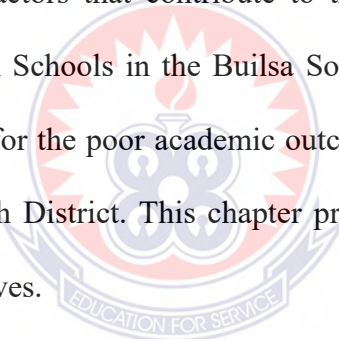 actors that contribute to t
Schools in the Builsa So
for the poor academic outc
h District. This chapter pr
ves.
EDUCATION FOR SERVICE